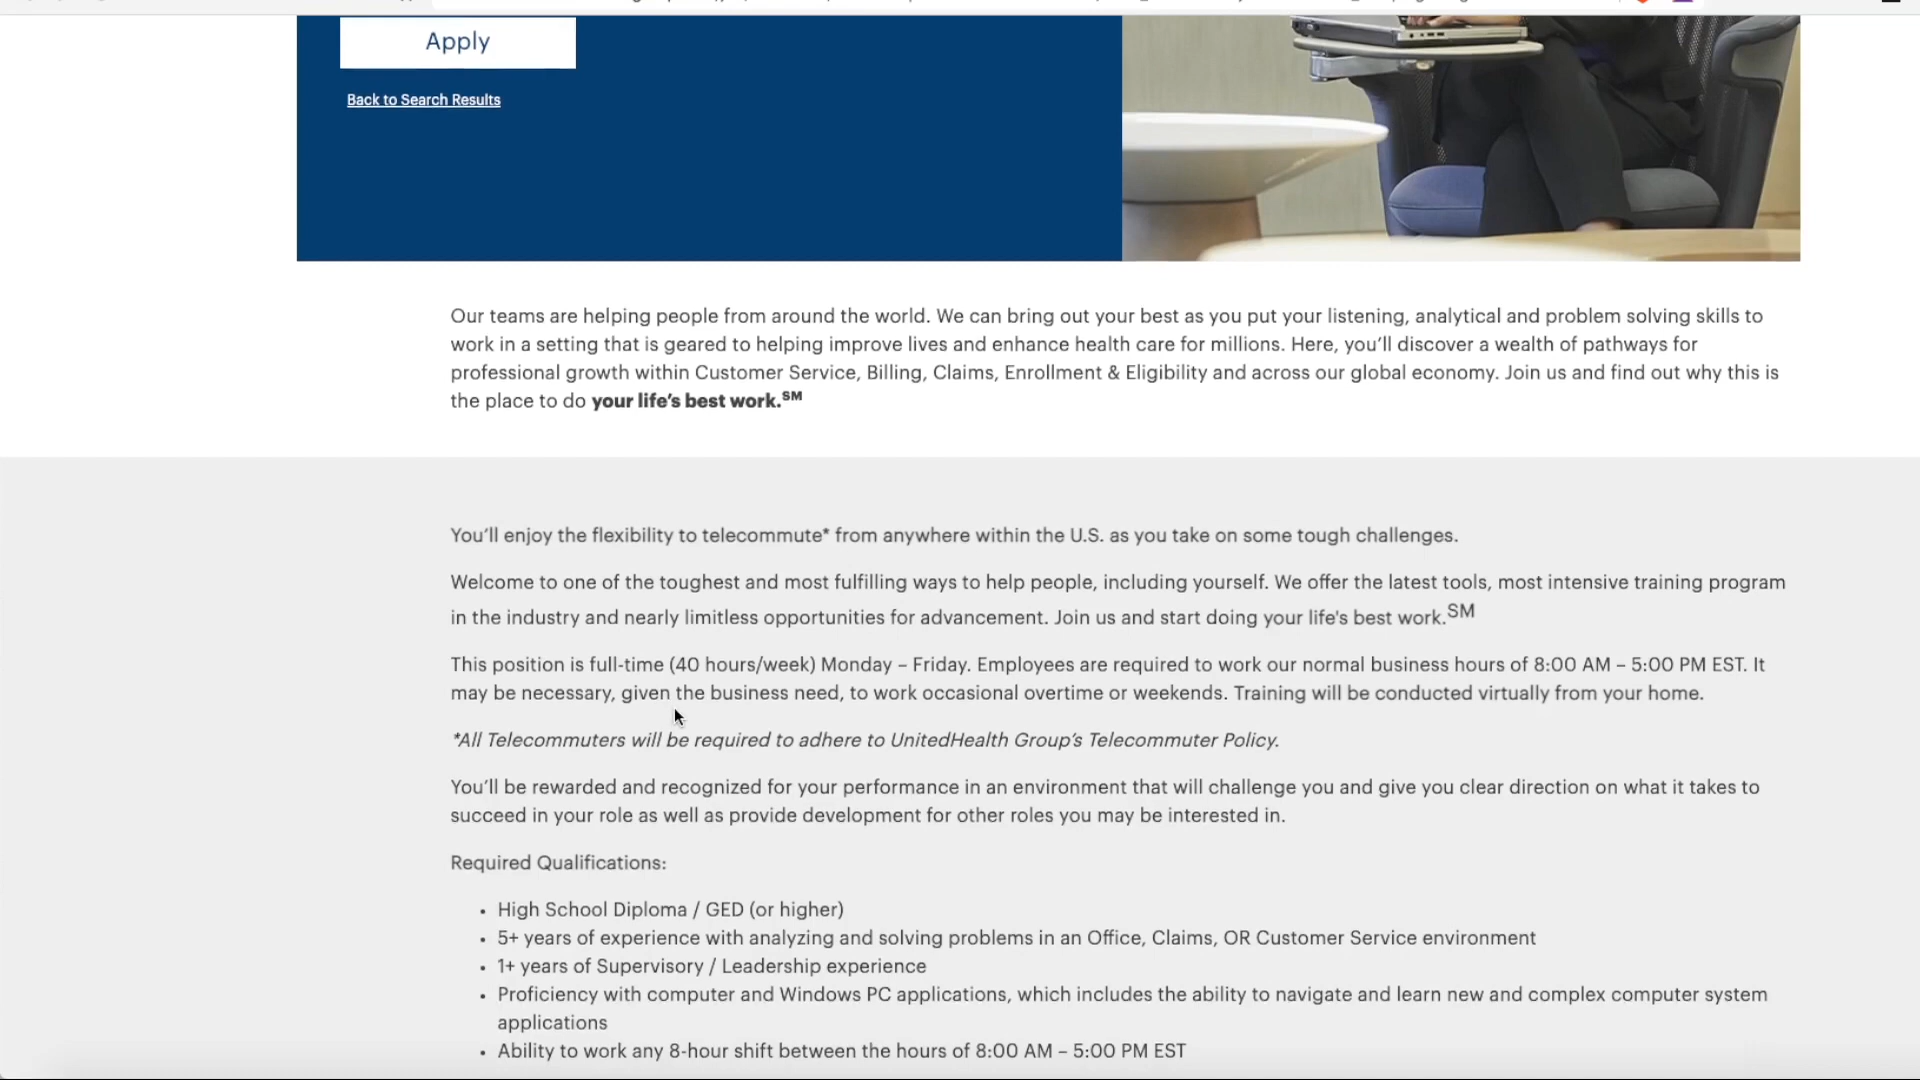 Apply
Back to Search Results
Our teams are helping people from around the world. We can bring out your best as you put your listening, analytical and problem solving skills to
work in a setting that is geared to helping improve lives and enhance health care for millions. Here, you’ll discover a wealth of pathways for
professional growth within Customer Service, Billing, Claims, Enrollment & Eligibility and across our global economy. Join us and find out why this is
the place to do your life’s best work.SM
You’ll enjoy the flexibility to telecommute* from anywhere within the U.S. as you take on some tough challenges.
Welcome to one of the toughest and most fulfilling ways to help people, including yourself. We offer the latest tools, most intensive training program
in the industry and nearly limitless opportunities for advancement. Join us and start doing your life's best work.SM
This position is full-time (40 hours/week) Monday – Friday. Employees are required to work our normal business hours of 8:00 AM – 5:00 PM EST. It
may be necessary, given the business need, to work occasional overtime or weekends. Training will be conducted virtually from your home.
*All Telecommuters will be required to adhere to UnitedHealth Group’s Telecommuter Policy.
You’ll be rewarded and recognized for your performance in an environment that will challenge you and give you clear direction on what it takes to
succeed in your role as well as provide development for other roles you may be interested in.
Required Qualifications:
• High School Diploma / GED (or higher)
• 5+ years of experience with analyzing and solving problems in an Office, Claims, OR Customer Service environment
• 1+ years of Supervisory / Leadership experience
• Proficiency with computer and Windows PC applications, which includes the ability to navigate and learn new and complex computer system
applications
• Ability to work any 8-hour shift between the hours of 8:00 AM – 5:00 PM EST